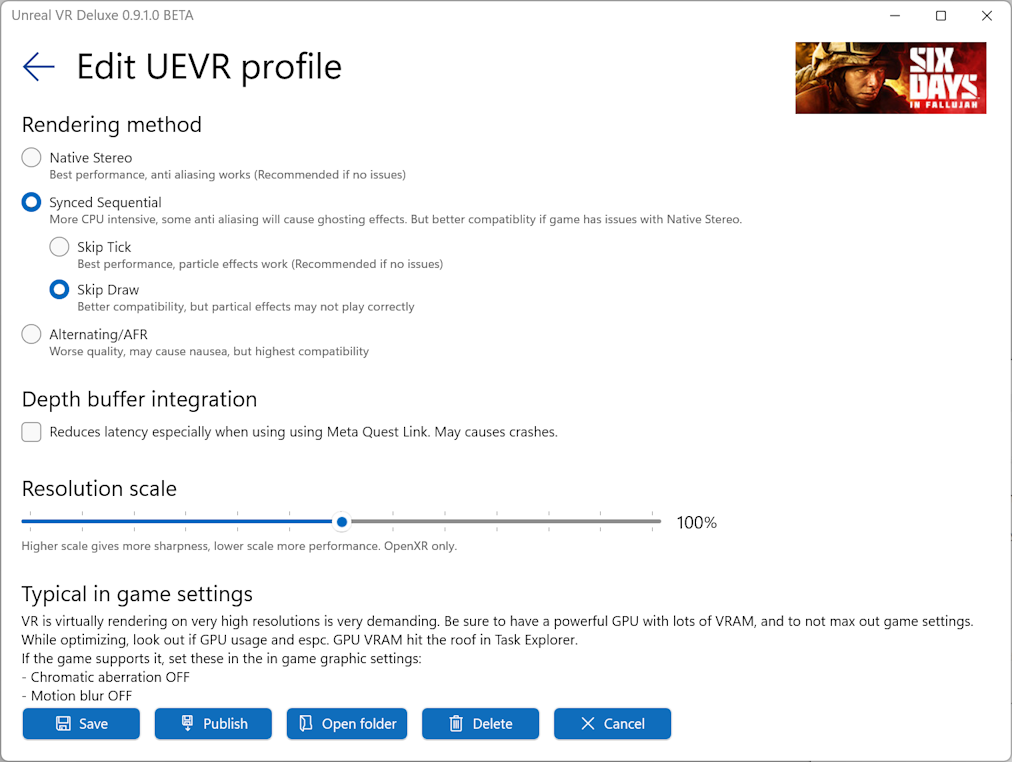 Unreal VR Deluxe 0.9.1.0 BETA
Edit UEVR profile
SIX
DAYS
IN FALLUJAH
Rendering method
Native Stereo
Best performance, anti aliasing works (Recommended if no issues)
Synced Sequential
More CPU intensive, some anti aliasing will cause ghosting effects. But better compatiblity if game has issues with Native Stereo.
Skip Tick
Best performance, particle effects work (Recommended if no issues)
Skip Draw
Better compatibility, but partical effects may not play correctly
Alternating/AFR
Worse quality, may cause nausea, but highest compatibility
Depth buffer integration
Reduces latency especially when using using Meta Quest Link. May causes crashes.
Resolution scale
100%
Higher scale gives more sharpness, lower scale more performance. OpenXR only.
Typical in game settings
VR is virtually rendering on very high resolutions is very demanding. Be sure to have a powerful GPU with lots of VRAM, and to not max out game settings.
While optimizing, look out if GPU usage and espc. GPU VRAM hit the roof in Task Explorer.
If the game supports it, set these in the in game graphic settings:
- Chromatic aberration OFF
- Motion blur OFF
Save Publish Open folder Delete Cancel